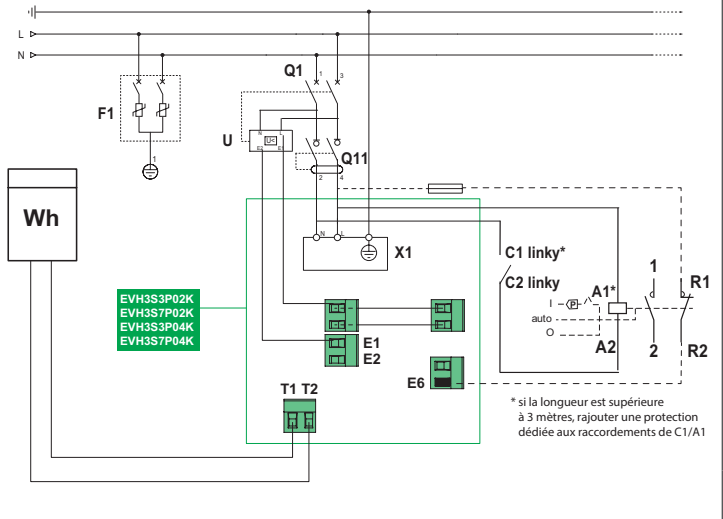 L
N
Q1
1
3
F1
1
U
N
L
U<
E2
E1
Q11
2
4
Wh
N
L
X1
C1 linky*
C2 linky
1
R1
A1*
I
P
auto
O
A2
2
R2
EVH3S3P02K
EVH3S7P02K
EVH3S3P04K
EVH3S7P04K
E1
E2
E6
T1 T2
* si la longueur est supérieure
à 3 mètres, rajouter une protection
dédiée aux raccordements de C1/A1